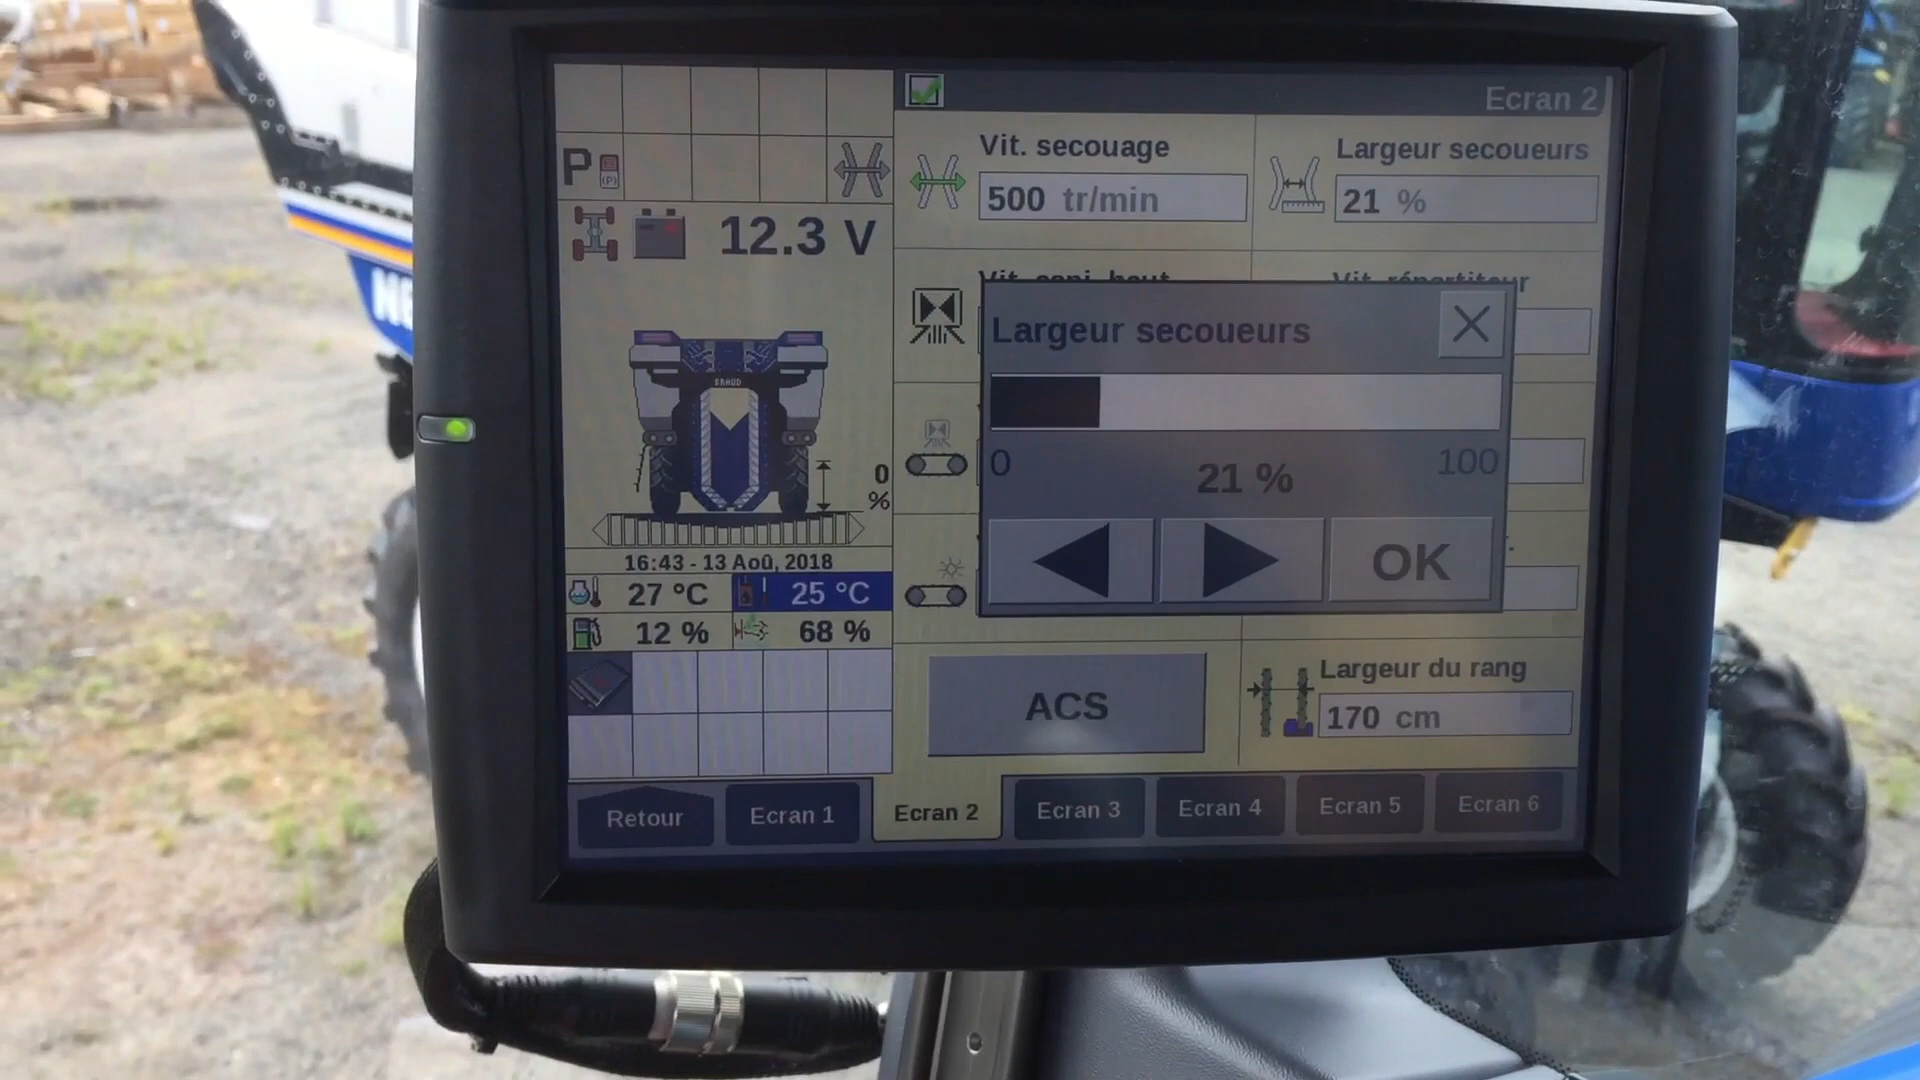 Ecran 2
P
(P)
12.3 V
Vit. secouage
500 tr/min
Largeur secoueurs
21 %
Largeur secoueurs
0
21 %
100
OK
BRAUD
0
%
16:43 - 13 Aoû, 2018
27 °C
25 °C
12 %
68 %
ACS
Largeur du rang
170 cm
Retour
Ecran 1
Ecran 2
Ecran 3
Ecran 4
Ecran 5
Ecran 6